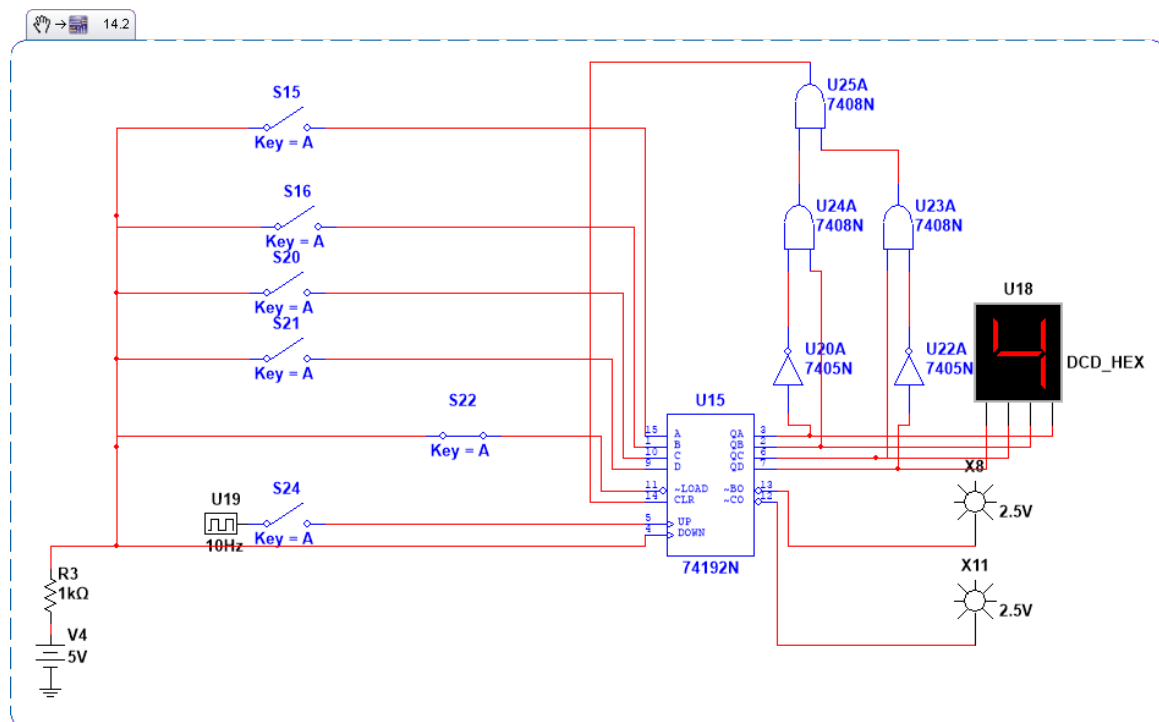 14.2
S15
Key = A
S16
Key = A
S20
Key = A
S21
Key = A
S22
Key = A
S24
Key = A
U19
10Hz
R3
1kΩ
V4
5V
U25A
7408N
U24A
7408N
U23A
7408N
U20A
7405N
U22A
7405N
U18
4
DCD_HEX
U15
15 A QA 3
1 B QB 2
10 C QC 6
9 D QD 7
11 ~LOAD ~BO 13
14 CLR ~CO 12
5 UP
4 DOWN
74192N
X8
2.5V
X11
2.5V